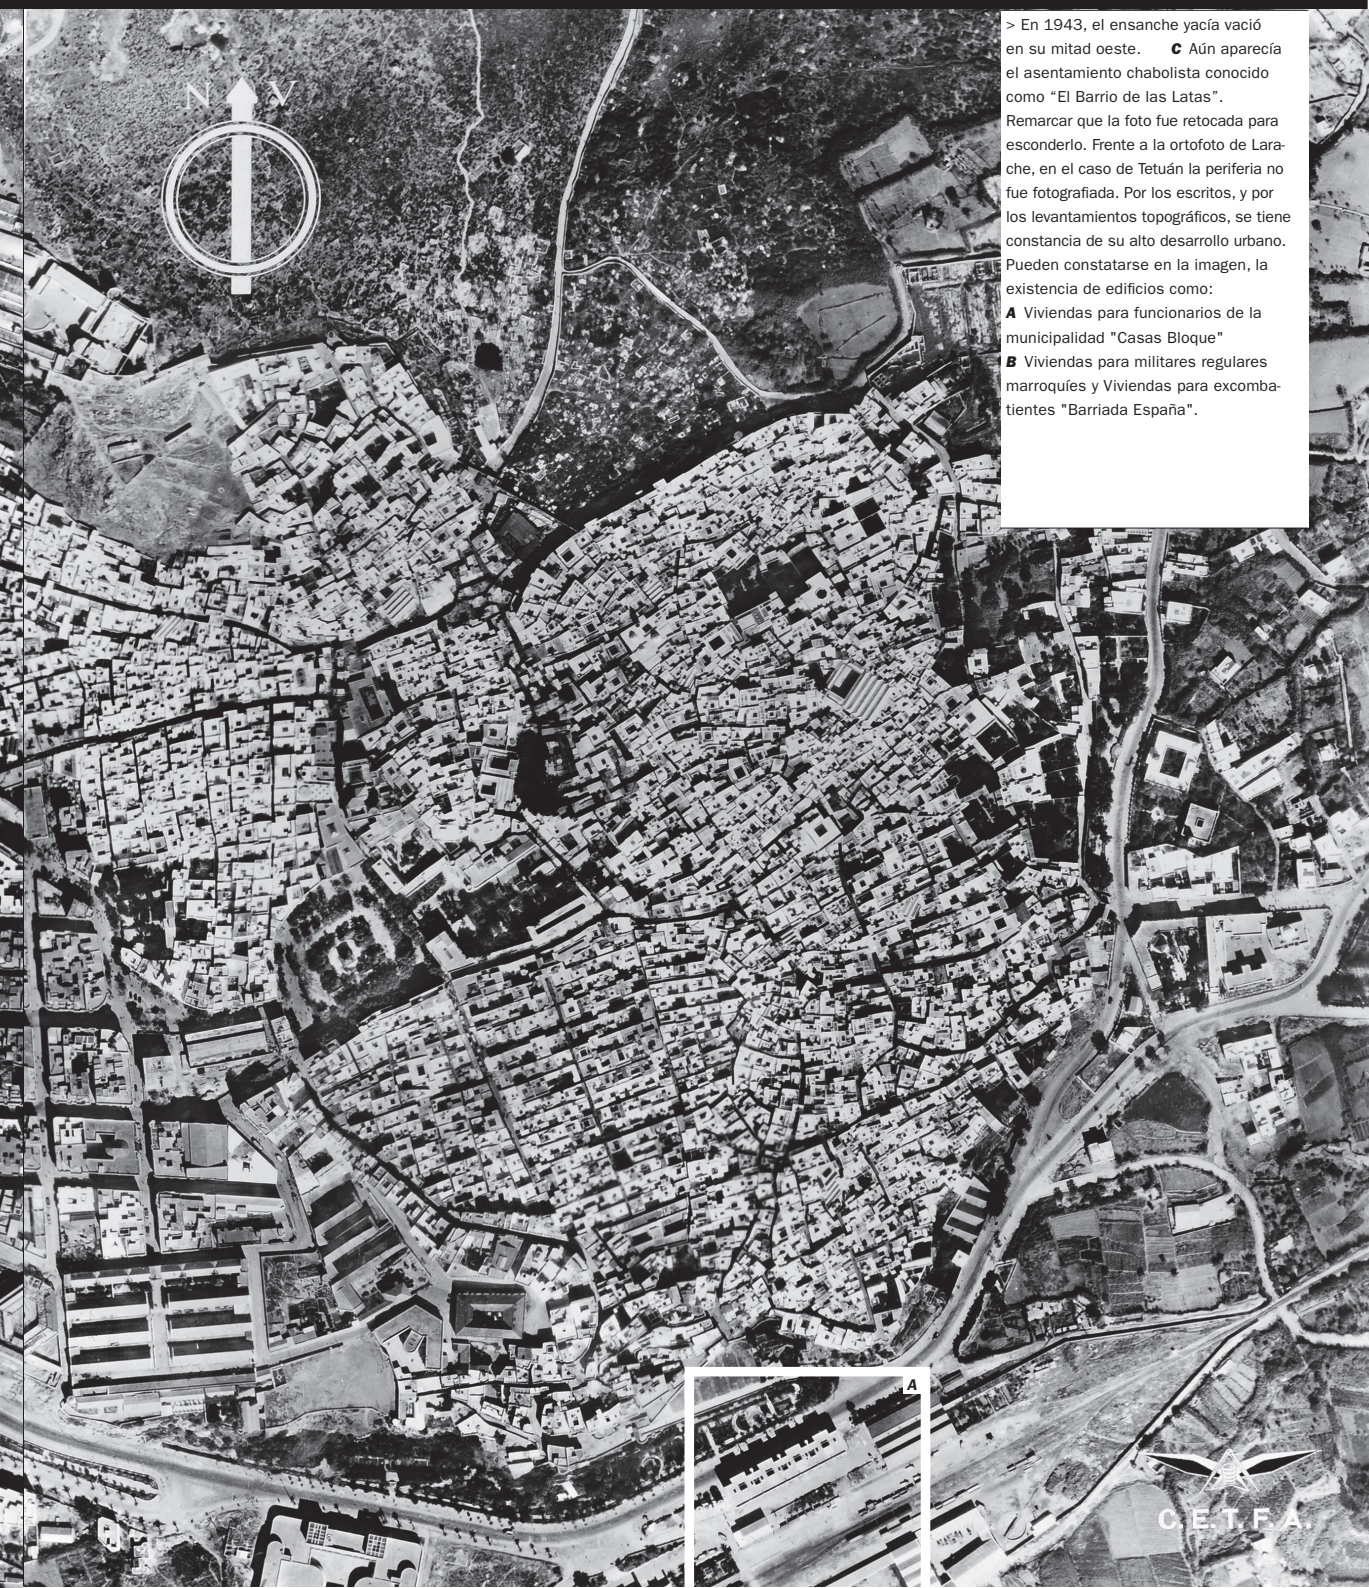 > En 1943, el ensanche yacía vació
en su mitad oeste. C Aún aparecía
el asentamiento chabolista conocido
como “El Barrio de las Latas”.
Remarcar que la foto fue retocada para
esconderlo. Frente a la ortofoto de Lara-
che, en el caso de Tetuán la periferia no
fue fotografiada. Por los escritos, y por
los levantamientos topográficos, se tiene
constancia de su alto desarrollo urbano.
Pueden constatarse en la imagen, la
existencia de edificios como:
A Viviendas para funcionarios de la
municipalidad "Casas Bloque"
B Viviendas para militares regulares
marroquíes y Viviendas para excomba-
tientes "Barriada España".
N V
A
C.E.T.F.A.